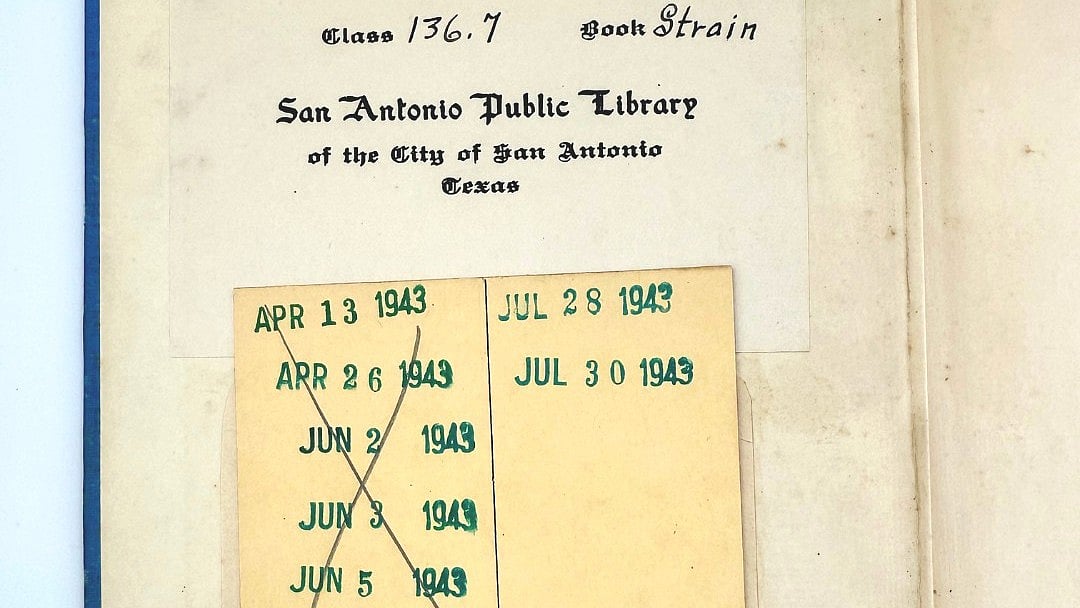 Class 136.7 Book Strain
San Antonio Public Library
of the City of San Antonio
Texas
APR 13 1943
APR 26 1943
JUN 2 1943
JUN 3 1943
JUN 5 1943
JUL 28 1943
JUL 30 1943